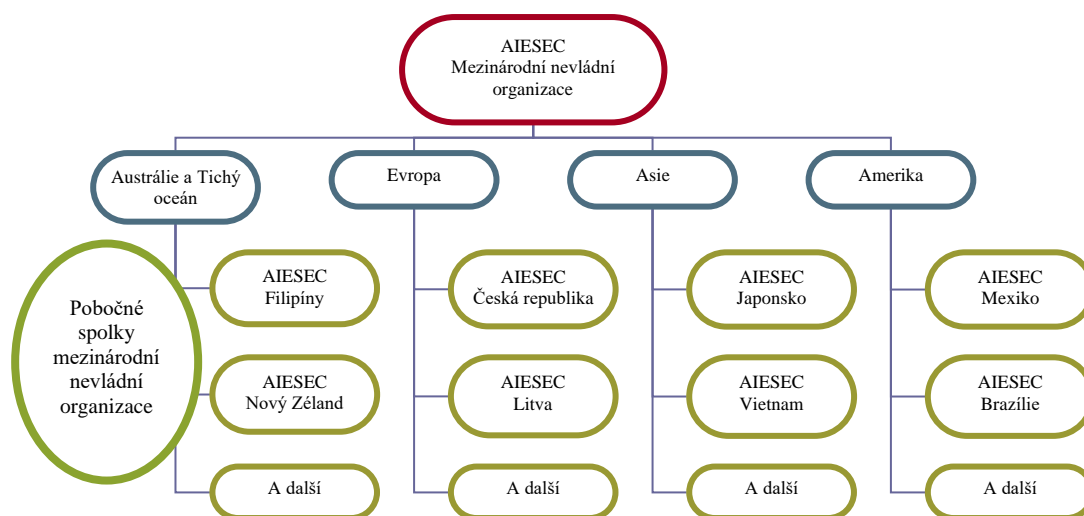 AIESEC
Mezinárodní nevládní
organizace
Austrálie a Tichý
oceán
Evropa
Asie
Amerika
Pobočné
spolky
mezinárodní
nevládní
organizace
AIESEC
Filipíny
AIESEC
Česká republika
AIESEC
Japonsko
AIESEC
Mexiko
AIESEC
Nový Zéland
AIESEC
Litva
AIESEC
Vietnam
AIESEC
Brazílie
A další
A další
A další
A další